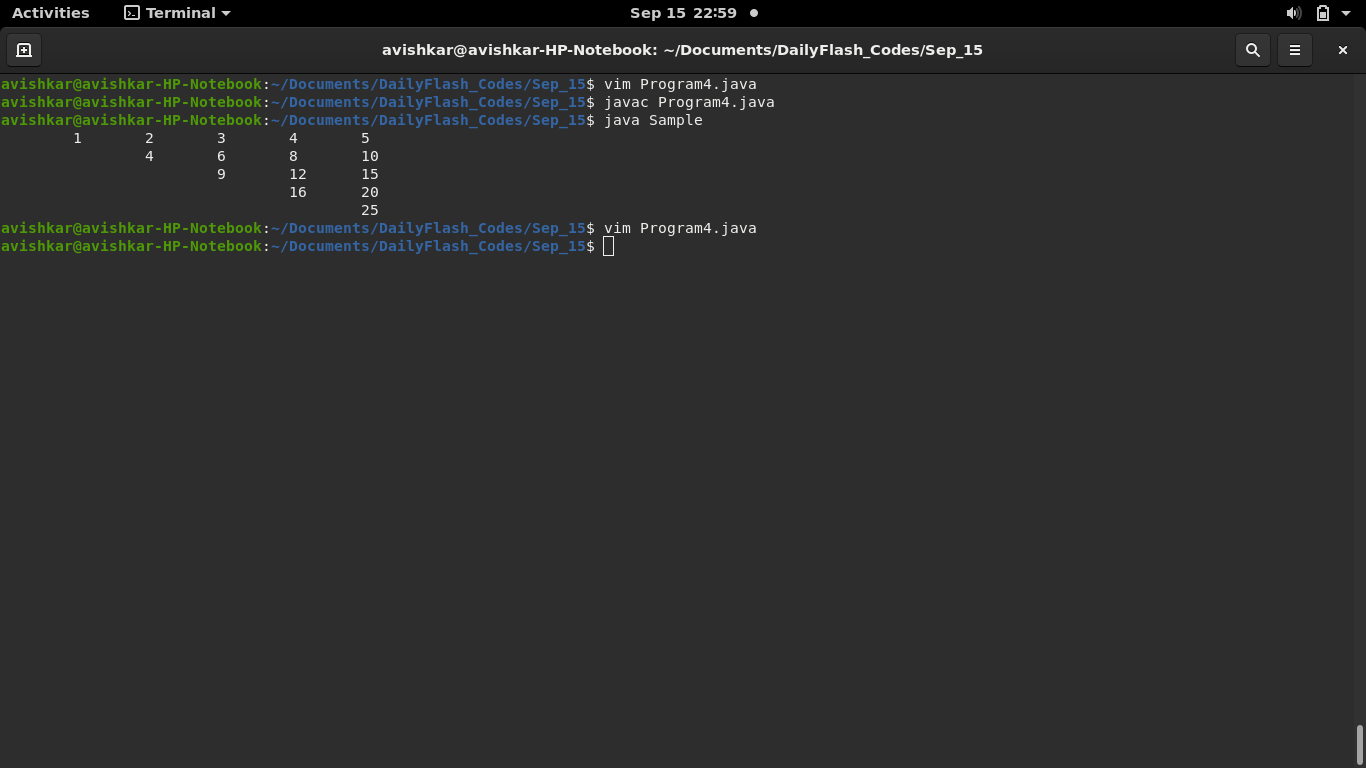 Activities Terminal Sep 15 22:59
avishkar@avishkar-HP-Notebook: ~/Documents/DailyFlash_Codes/Sep_15
avishkar@avishkar-HP-Notebook:~/Documents/DailyFlash_Codes/Sep_15$ vim Program4.java
avishkar@avishkar-HP-Notebook:~/Documents/DailyFlash_Codes/Sep_15$ javac Program4.java
avishkar@avishkar-HP-Notebook:~/Documents/DailyFlash_Codes/Sep_15$ java Sample
        1       2       3       4       5
                4       6       8       10
                        9       12      15
                                16      20
                                        25
avishkar@avishkar-HP-Notebook:~/Documents/DailyFlash_Codes/Sep_15$ vim Program4.java
avishkar@avishkar-HP-Notebook:~/Documents/DailyFlash_Codes/Sep_15$